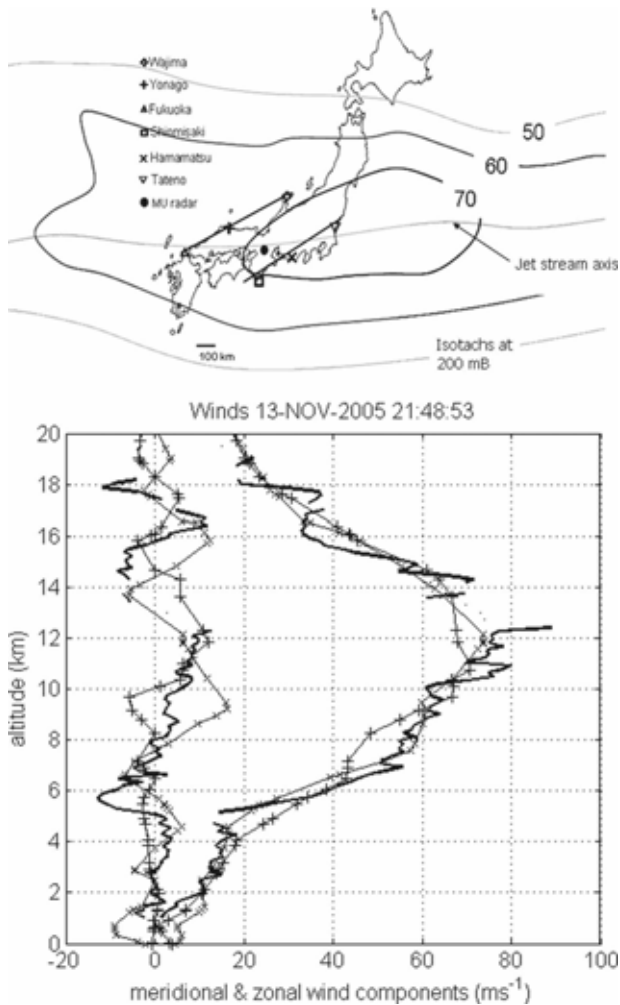 Wajima
Yonago
Fukuoka
Shiomisaki
Hamamatsu
Tateno
MU radar
50
60
70
Jet stream axis
100 km
Isotachs at
200 mB
Winds 13-NOV-2005 21:48:53
20
18
16
14
12
10
8
6
4
2
0
altitude (km)
-20 0 20 40 60 80 100
meridional & zonal wind components (ms⁻¹)